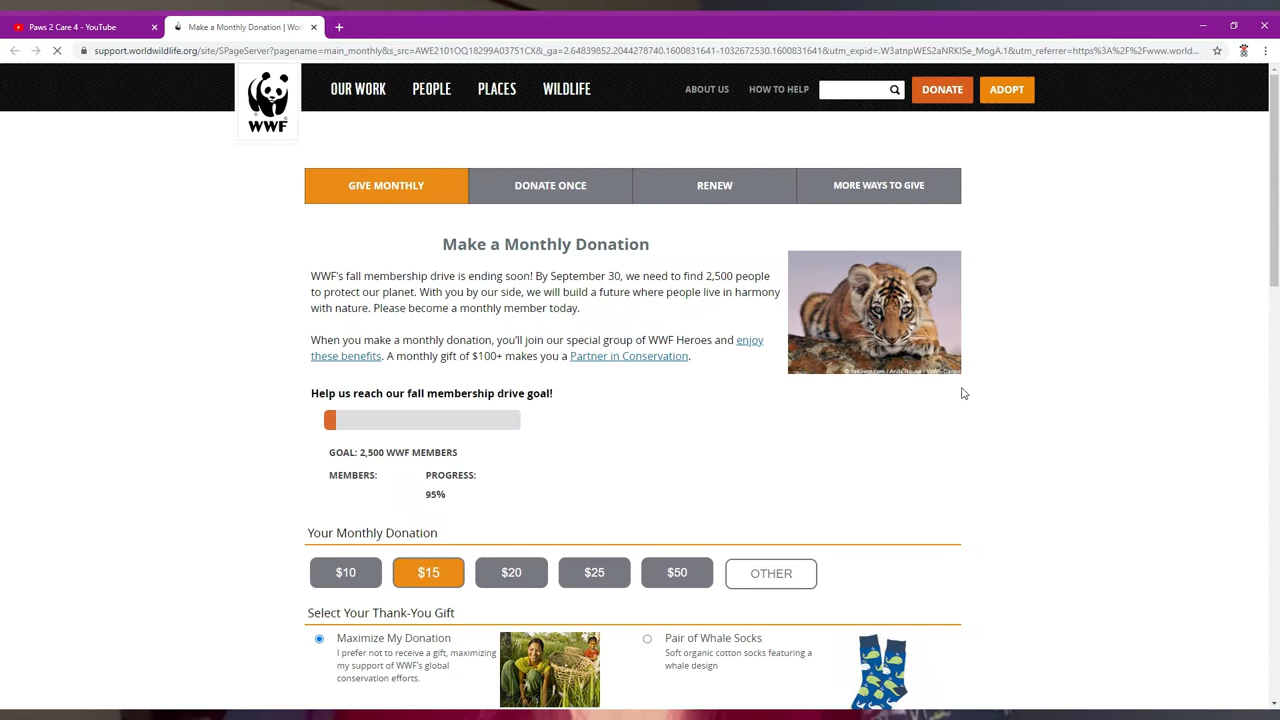 Paws 2 Care 4 - YouTube
Make a Monthly Donation | Wor
support.worldwildlife.org/site/SPageServer?pagename=main_monthly&s_src=AWE2101OQ18299A03751CX&_ga=2.64839852.2044278740.1600831641-1032672530.1600831641&utm_expid=.W3atnpWES2aNRKISe_MogA.1&utm_referrer=https%3A%2F%2Fwww.world...
WWF
OUR WORK PEOPLE PLACES WILDLIFE ABOUT US HOW TO HELP DONATE ADOPT
GIVE MONTHLY DONATE ONCE RENEW MORE WAYS TO GIVE
Make a Monthly Donation
WWF's fall membership drive is ending soon! By September 30, we need to find 2,500 people
to protect our planet. With you by our side, we will build a future where people live in harmony
with nature. Please become a monthly member today.
When you make a monthly donation, you'll join our special group of WWF Heroes and enjoy
these benefits. A monthly gift of $100+ makes you a Partner in Conservation.
Help us reach our fall membership drive goal!
GOAL: 2,500 WWF MEMBERS
MEMBERS: PROGRESS:
95%
Your Monthly Donation
$10 $15 $20 $25 $50 OTHER
Select Your Thank-You Gift
Maximize My Donation
I prefer not to receive a gift, maximizing
my support of WWF's global
conservation efforts.
Pair of Whale Socks
Soft organic cotton socks featuring a
whale design